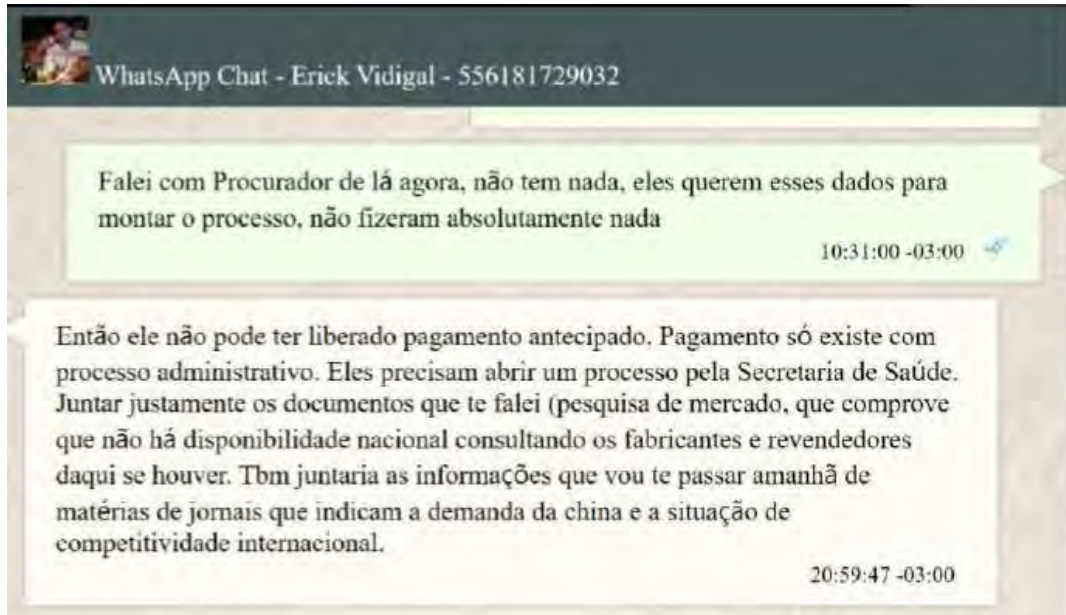 WhatsApp Chat - Erick Vidigal - 556181729032
Falei com Procurador de lá agora, não tem nada, eles querem esses dados para
montar o processo, não fizeram absolutamente nada
10:31:00 -03:00
Então ele não pode ter liberado pagamento antecipado. Pagamento só existe com
processo administrativo. Eles precisam abrir um processo pela Secretaria de Saúde.
Juntar justamente os documentos que te falei (pesquisa de mercado, que comprove
que não há disponibilidade nacional consultando os fabricantes e revendedores
daqui se houver. Tbm juntaria as informações que vou te passar amanhã de
matérias de jornais que indicam a demanda da china e a situação de
competitividade internacional.
20:59:47 -03:00